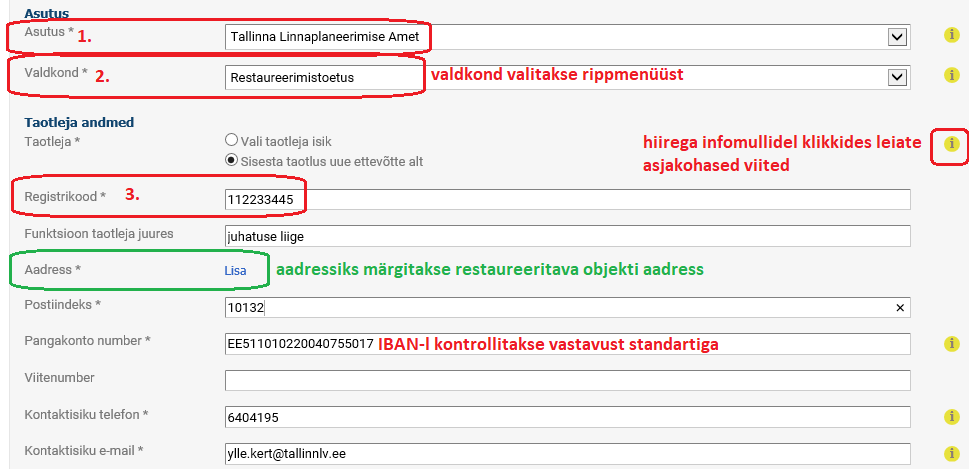 Asutus
Asutus * 1. Tallinna Linnaplaneerimise Amet
Valdkond * 2. Restaureerimistoetus valdkond valitakse rippmenüüst
Taotleja andmed
Taotleja * Vali taotleja isik
Sisesta taotlus uue ettevõtte alt
hiirega infomullidel klikkides leiate
asjakohased viited
Registrikood * 3. 112233445
Funktsioon taotleja juures juhatuse liige
Aadress * Lisa aadressiks märgitakse restaureeritava objekti aadress
Postiindeks * 10132
Pangakonto number * EE511010220040755017 IBAN-l kontrollitakse vastavust standartiga
Viitenumber
Kontaktisiku telefon * 6404195
Kontaktisiku e-mail * ylle.kert@tallinnlv.ee